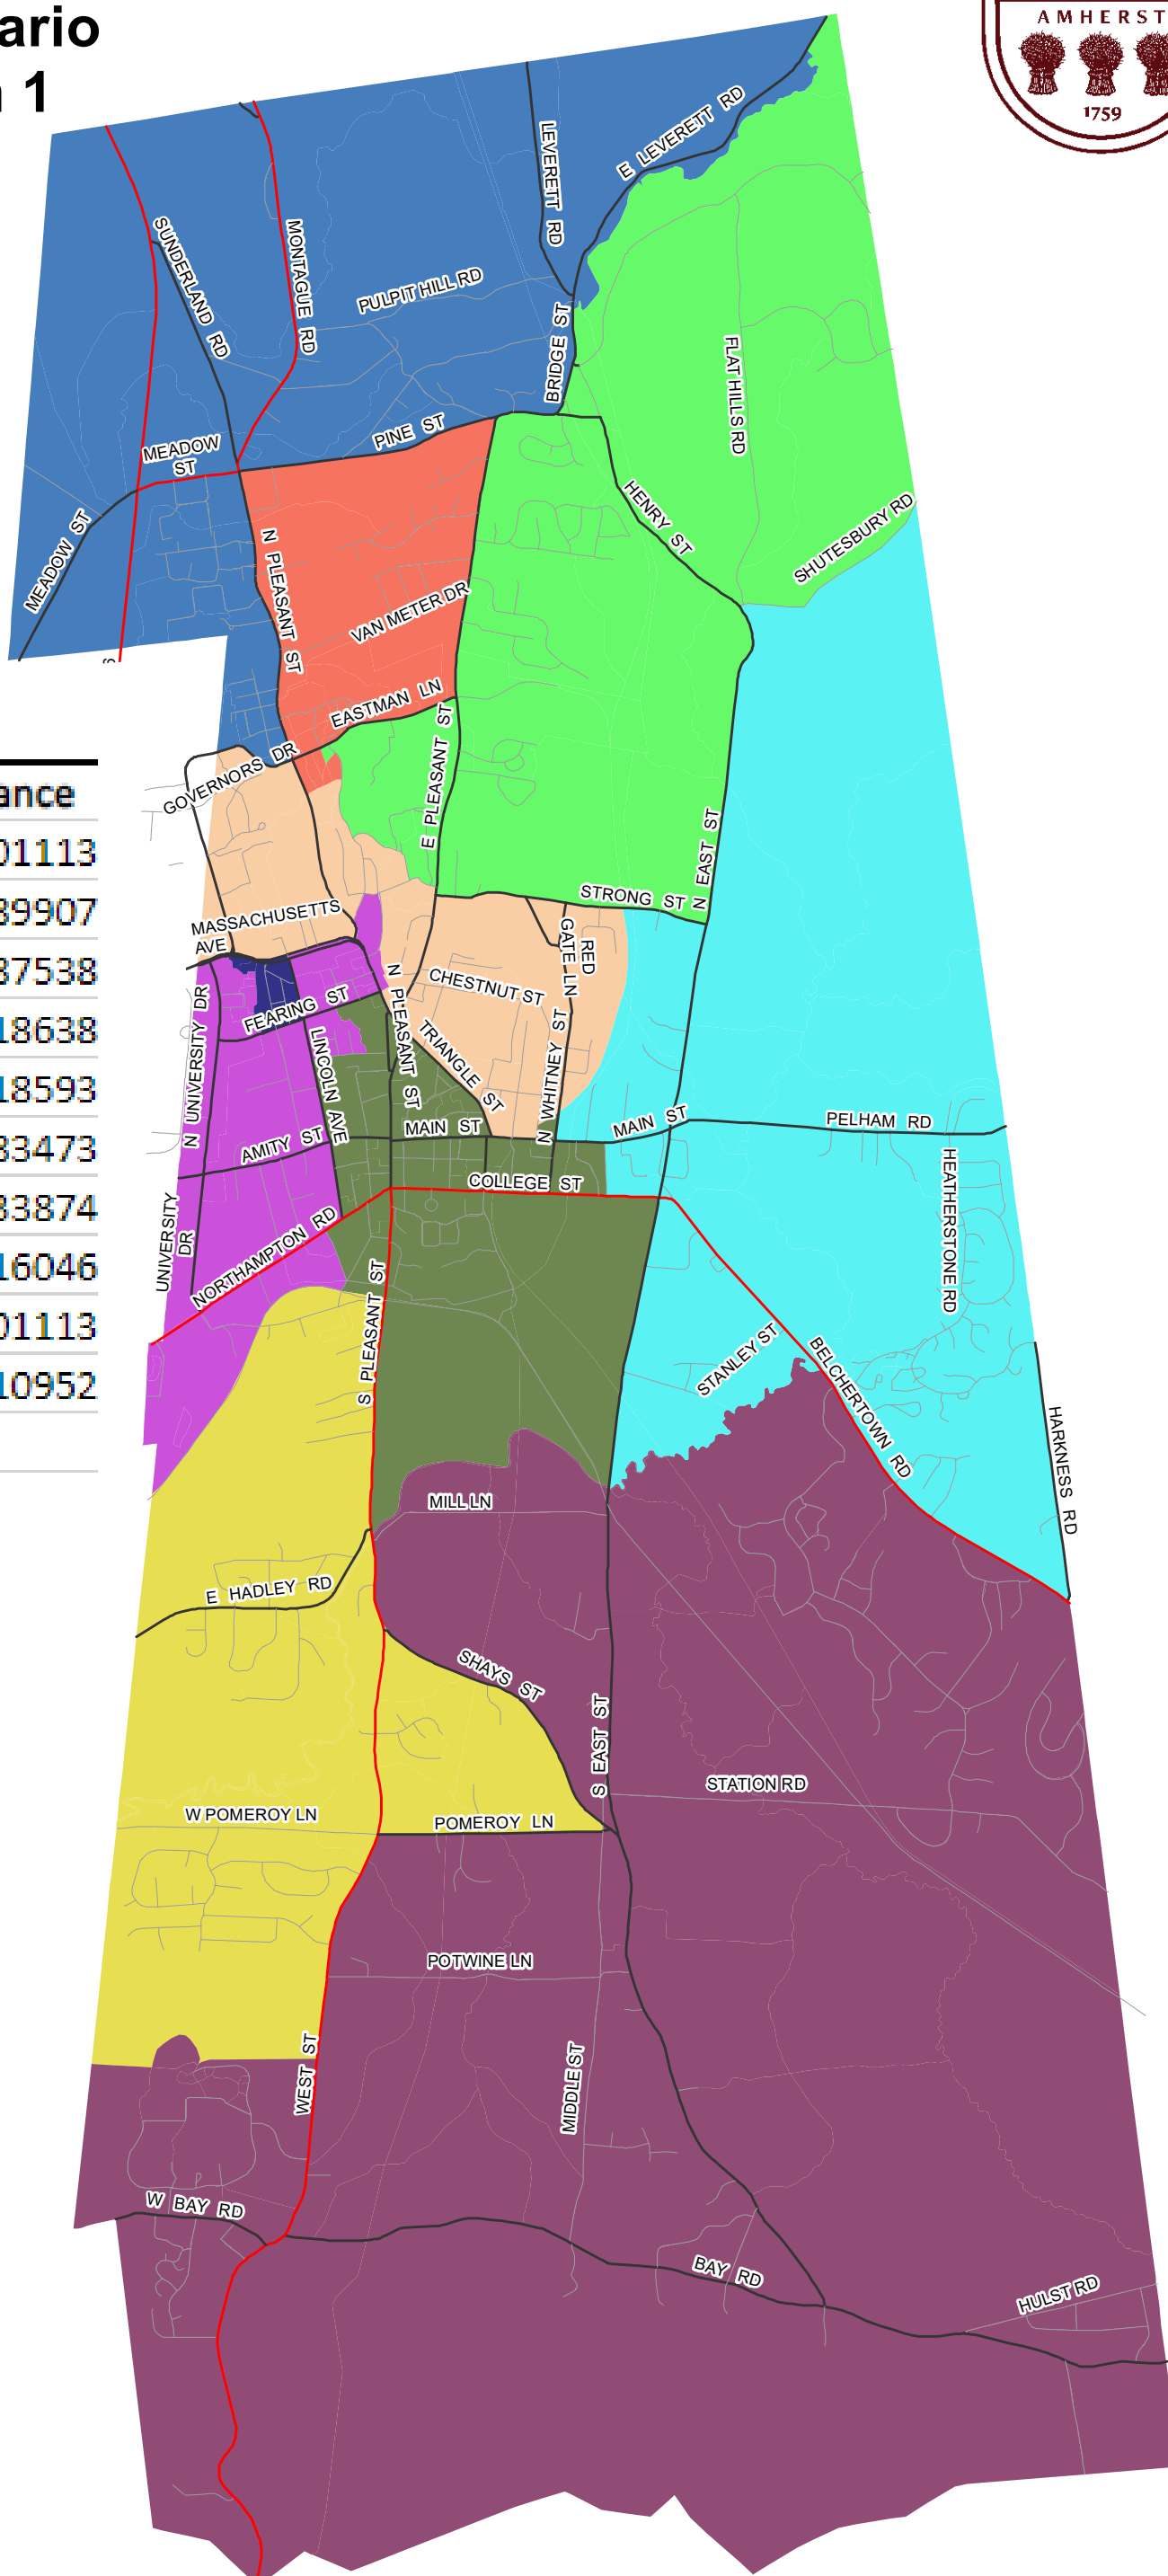 ario
1
AMHERST
1759
LEVERETT RD
E LEVERETT RD
SUNDERLAND RD
MONTAGUE RD
PULPIT HILL RD
BRIDGE ST
FLAT HILLS RD
MEADOW
ST
PINE ST
HENRY ST
MEADOW ST
SHUTESBURY RD
N PLEASANT ST
VAN METER DR
EASTMAN LN
E PLEASANT ST
GOVERNORS DR
ance
01113
39907
37538
18638
18593
33473
33874
16046
01113
10952
N EAST ST
STRONG ST
MASSACHUSETTS
AVE
RED
GATE LN
CHESTNUT ST
N PLEASANT ST
FEARING ST
N UNIVERSITY DR
LINCOLN AVE
TRIANGLE ST
N WHITNEY ST
MAIN ST
MAIN ST
PELHAM RD
AMITY ST
COLLEGE ST
HEATHERSTONE RD
UNIVERSITY
DR
NORTHAMPTON RD
S PLEASANT ST
STANLEY ST
BELCHERTOWN RD
HARKNESS RD
MILL LN
E HADLEY RD
SHAYS ST
S EAST ST
STATION RD
W POMEROY LN
POMEROY LN
POTWINE LN
WEST ST
MIDDLE ST
W BAY RD
BAY RD
HULST RD